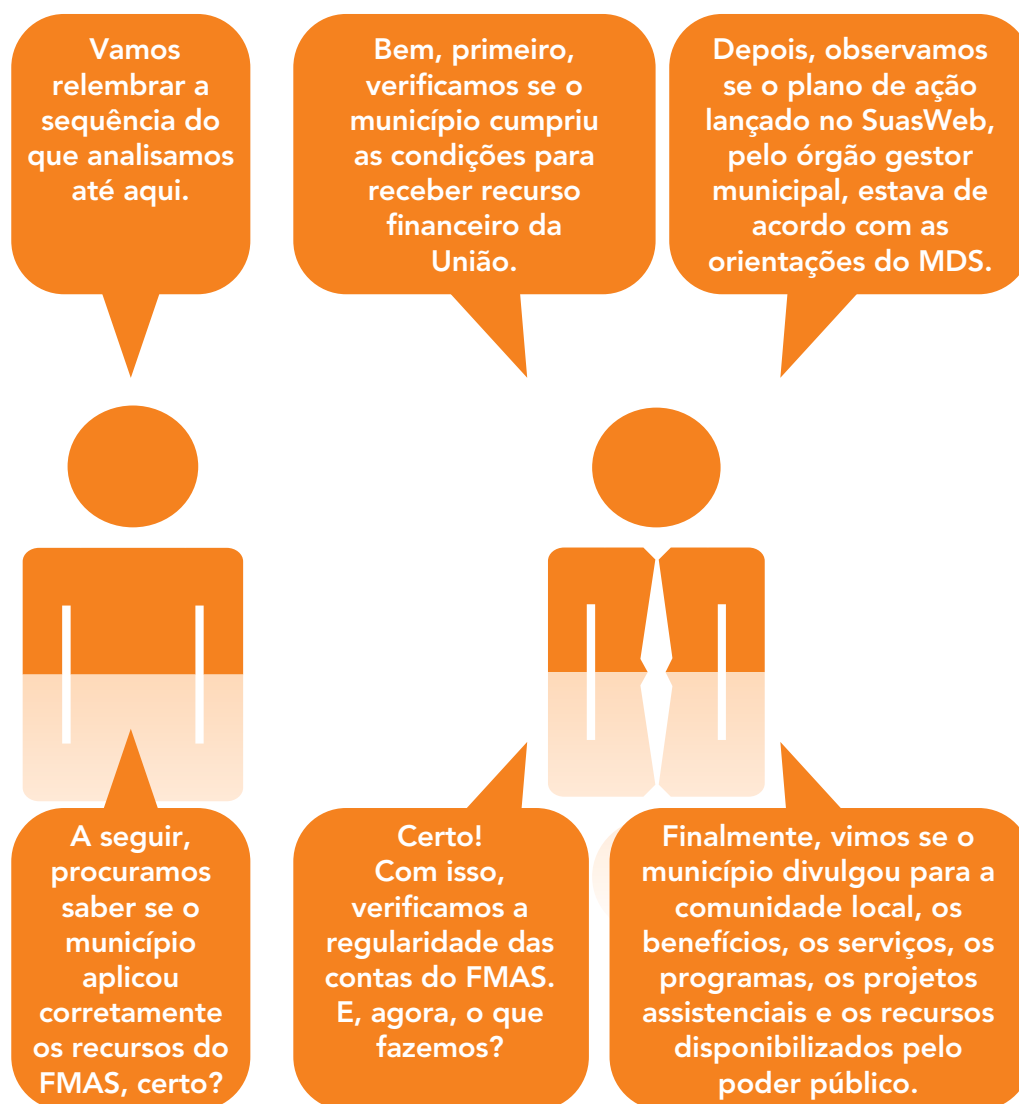 Vamos
relembrar a
sequência do
que analisamos
até aqui.
Bem, primeiro,
verificamos se o
município cumpriu
as condições para
receber recurso
financeiro da
União.
Depois, observamos
se o plano de ação
lançado no SuasWeb,
pelo órgão gestor
municipal, estava de
acordo com as
orientações do MDS.
A seguir,
procuramos
saber se o
município
aplicou
corretamente
os recursos do
FMAS, certo?
Certo!
Com isso,
verificamos a
regularidade das
contas do FMAS.
E, agora, o que
fazemos?
Finalmente, vimos se o
município divulgou para a
comunidade local, os
benefícios, os serviços, os
programas, os projetos
assistenciais e os recursos
disponibilizados pelo
poder público.